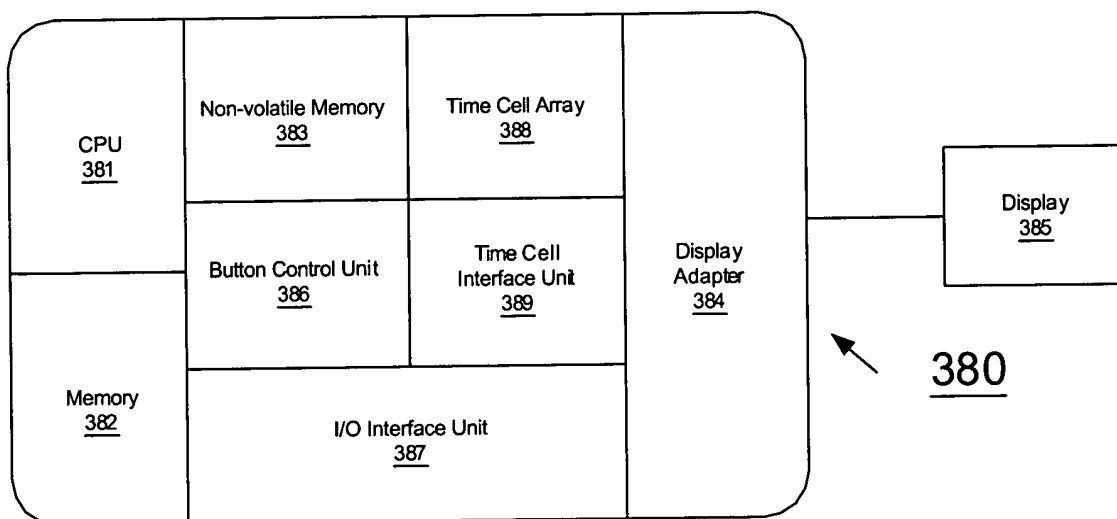 CPU
381
Non-volatile Memory
383
Time Cell Array
388
Button Control Unit
386
Time Cell
Interface Unit
389
Memory
382
I/O Interface Unit
387
Display
Adapter
384
Display
385
380